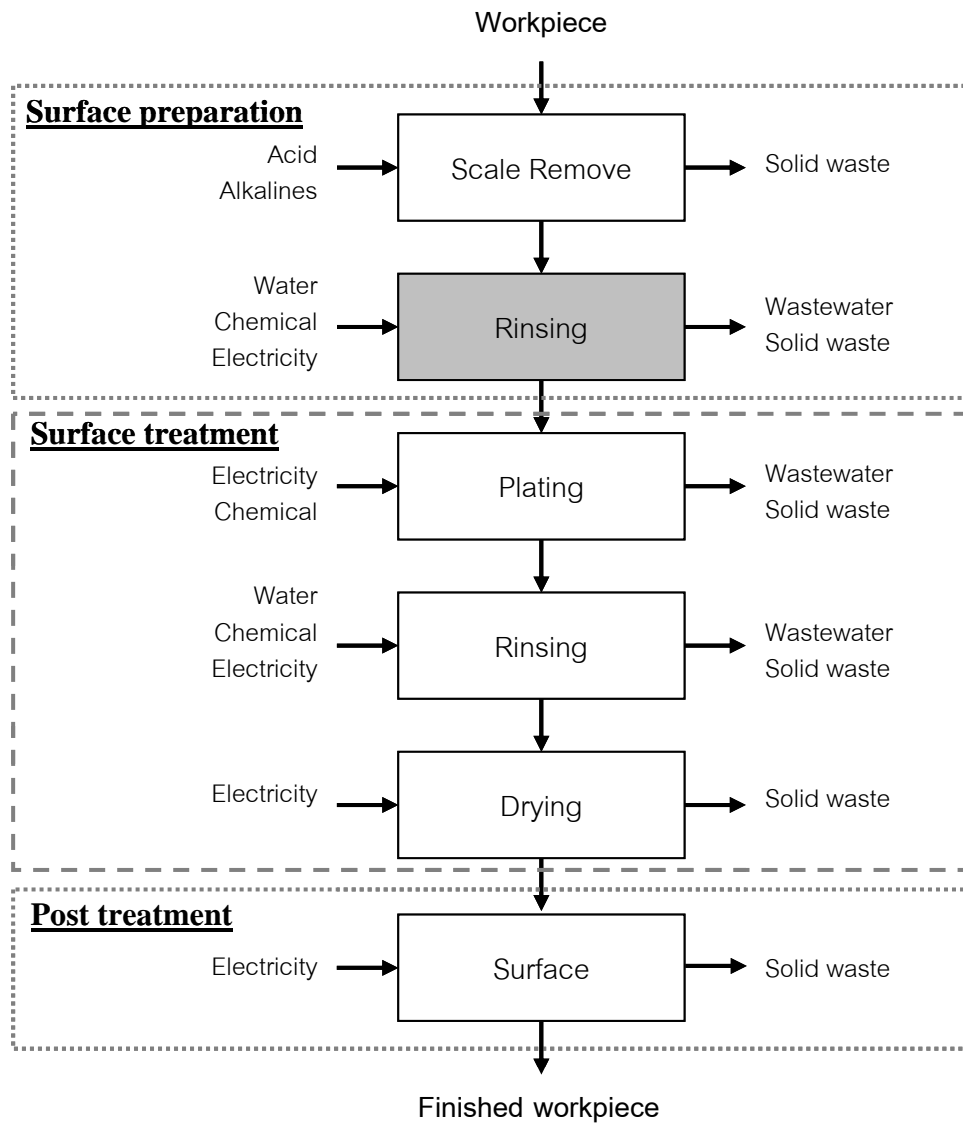 Workpiece
Surface preparation
Acid
Alkalines
Scale Remove
Solid waste
Water
Chemical
Electricity
Rinsing
Wastewater
Solid waste
Surface treatment
Electricity
Chemical
Plating
Wastewater
Solid waste
Water
Chemical
Electricity
Rinsing
Wastewater
Solid waste
Electricity
Drying
Solid waste
Post treatment
Electricity
Surface
Solid waste
Finished workpiece